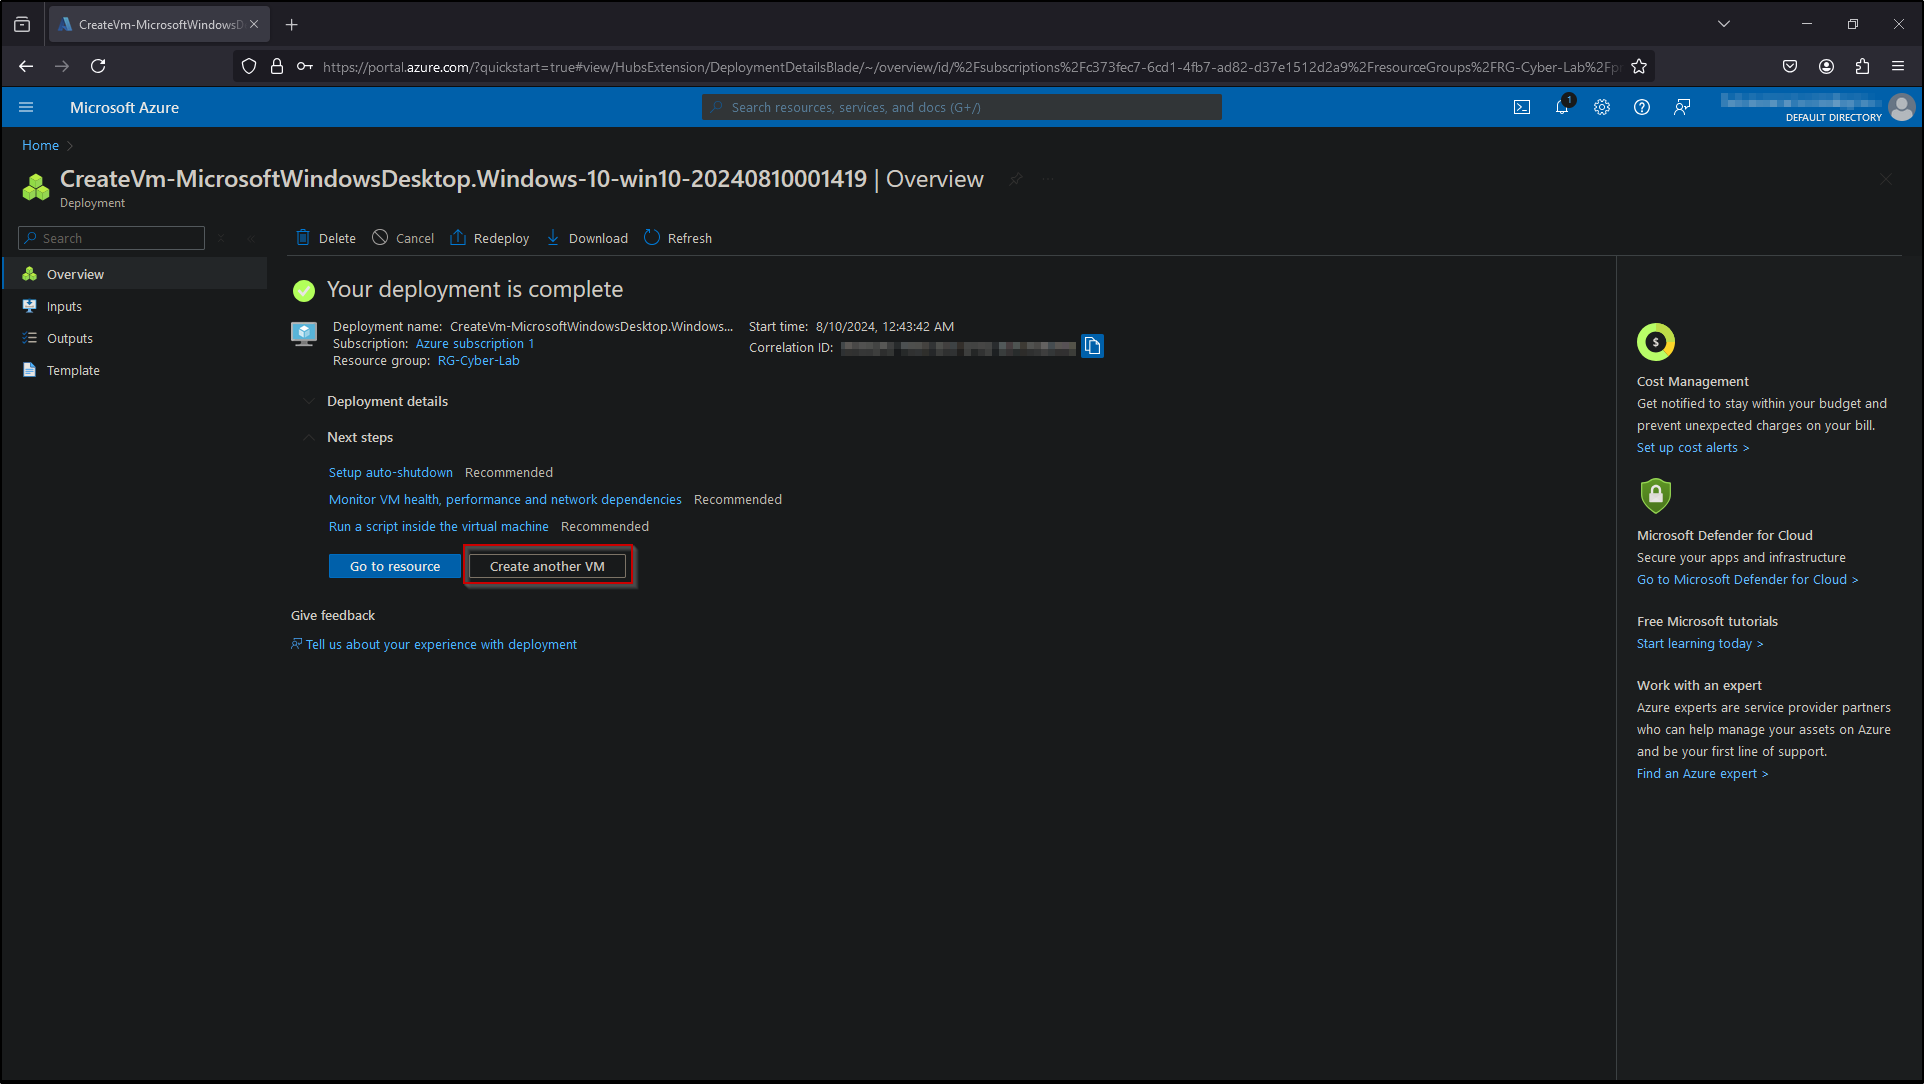 CreateVm-MicrosoftWindowsD
https://portal.azure.com/?quickstart=true#view/HubsExtension/DeploymentDetailsBlade/~/overview/id/%2Fsubscriptions%2Fc373fec7-6cd1-4fb7-ad82-d37e1512d2a9%2FresourceGroups%2FRG-Cyber-Lab%2Fpr
Microsoft Azure
Search resources, services, and docs (G+/)
1
DEFAULT DIRECTORY
Home
CreateVm-MicrosoftWindowsDesktop.Windows-10-win10-20240810001419 | Overview
Deployment
Search
Delete
Cancel
Redeploy
Download
Refresh
Overview
Inputs
Outputs
Template
Your deployment is complete
Deployment name: CreateVm-MicrosoftWindowsDesktop.Windows...
Subscription: Azure subscription 1
Resource group: RG-Cyber-Lab
Start time: 8/10/2024, 12:43:42 AM
Correlation ID:
Deployment details
Next steps
Setup auto-shutdown Recommended
Monitor VM health, performance and network dependencies Recommended
Run a script inside the virtual machine Recommended
Go to resource
Create another VM
Give feedback
Tell us about your experience with deployment
$
Cost Management
Get notified to stay within your budget and
prevent unexpected charges on your bill.
Set up cost alerts >
Microsoft Defender for Cloud
Secure your apps and infrastructure
Go to Microsoft Defender for Cloud >
Free Microsoft tutorials
Start learning today >
Work with an expert
Azure experts are service provider partners
who can help manage your assets on Azure
and be your first line of support.
Find an Azure expert >